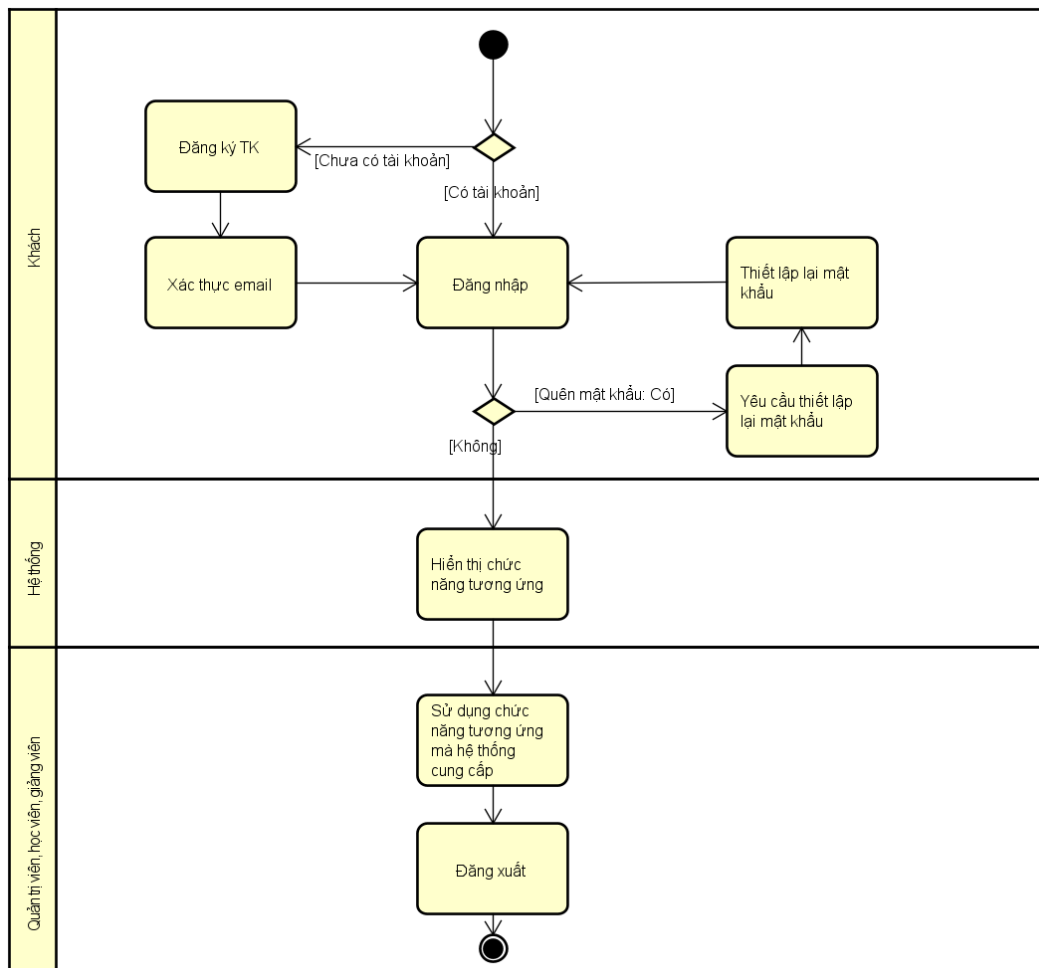 Khách
Đăng ký TK
[Chưa có tài khoản]
[Có tài khoản]
Xác thực email
Đăng nhập
Thiết lập lại mật
khẩu
[Quên mật khẩu: Có]
Yêu cầu thiết lập
lại mật khẩu
[Không]
Hệ thống
Hiển thị chức
năng tương ứng
Quản trị viên, học viên, giảng viên
Sử dụng chức
năng tương ứng
mà hệ thống
cung cấp
Đăng xuất